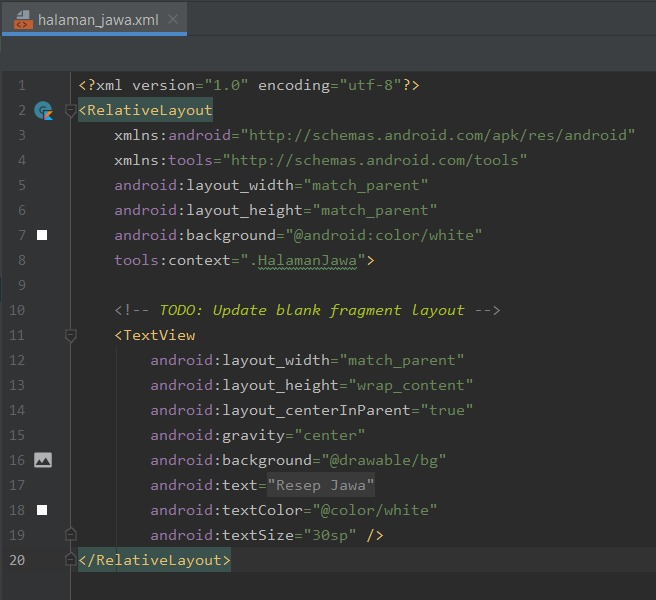 halaman_jawa.xml
1 <?xml version="1.0" encoding="utf-8"?>
2 <RelativeLayout
3 xmlns:android="http://schemas.android.com/apk/res/android"
4 xmlns:tools="http://schemas.android.com/tools"
5 android:layout_width="match_parent"
6 android:layout_height="match_parent"
7 android:background="@android:color/white"
8 tools:context=".HalamanJawa">
9
10 <!-- TODO: Update blank fragment layout -->
11 <TextView
12 android:layout_width="match_parent"
13 android:layout_height="wrap_content"
14 android:layout_centerInParent="true"
15 android:gravity="center"
16 android:background="@drawable/bg"
17 android:text="Resep Jawa"
18 android:textColor="@color/white"
19 android:textSize="30sp" />
20 </RelativeLayout>